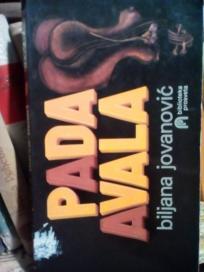 PADA
AVALA
biljana jovanović
biblioteka
prosveta